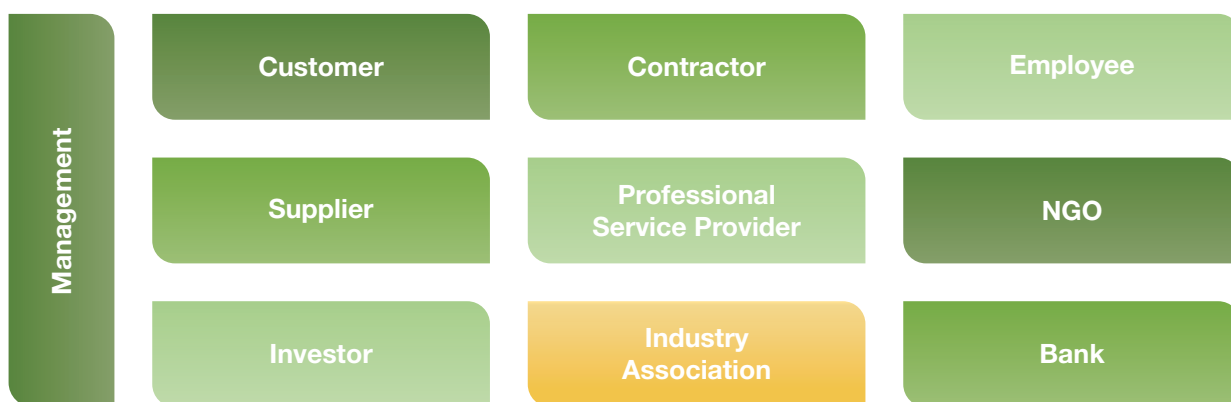 Management
Customer
Contractor
Employee
Supplier
Professional
Service Provider
NGO
Investor
Industry
Association
Bank